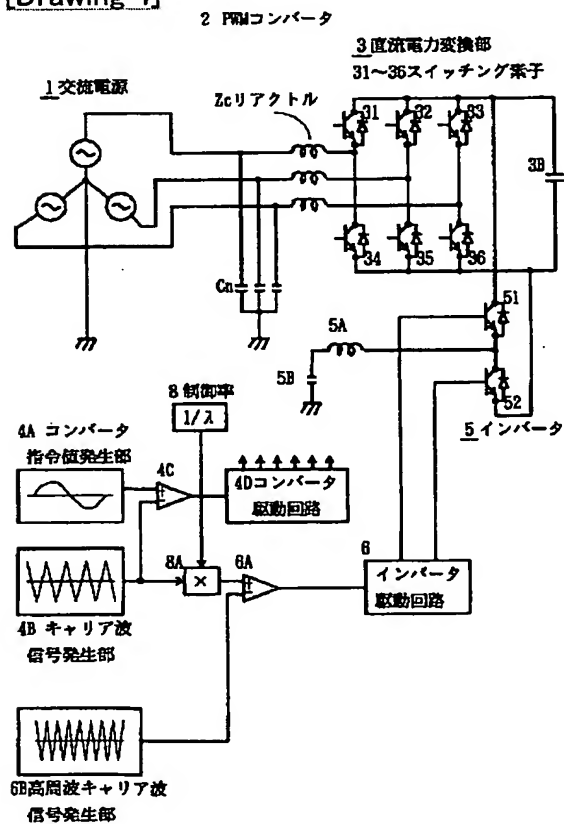 [Drawing 4]
2 PWMコンバータ
3 直流電力変換部
31～36スイッチング素子
1 交流電源
Zcリアクトル
31
32
33
3B
34
35
36
Cn
51
5A
5B
52
5 インバータ
8 制御率
1/λ
4A コンバータ
指令値発生部
4C
4Dコンバータ
駆動回路
8A
×
6A
6
インバータ
駆動回路
4B キャリア波
信号発生部
6B高周波キャリア波
信号発生部